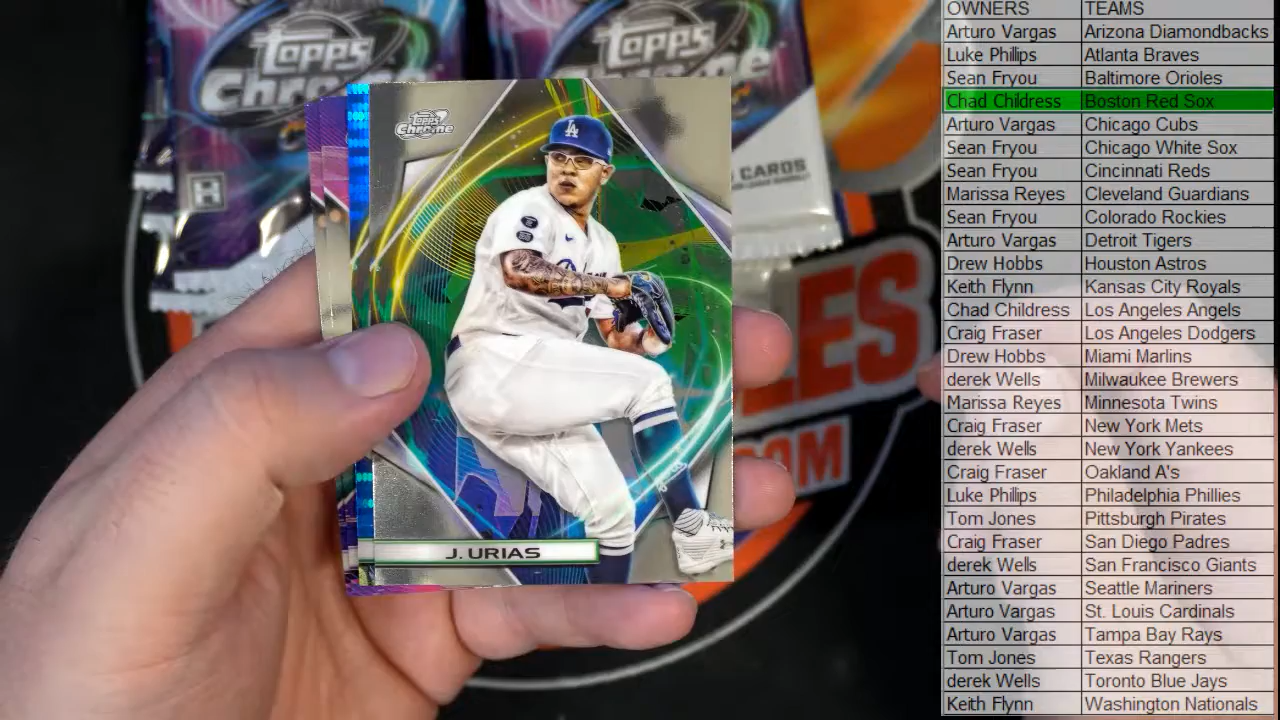 Topps
Chrome
Topps
Chrome
CARDS
Topps
Chrome
LA
J. URIAS
LES
OM
OWNERS TEAMS
Arturo Vargas Arizona Diamondbacks
Luke Phillips Atlanta Braves
Sean Fryou Baltimore Orioles
Chad Childress Boston Red Sox
Arturo Vargas Chicago Cubs
Sean Fryou Chicago White Sox
Sean Fryou Cincinnati Reds
Marissa Reyes Cleveland Guardians
Sean Fryou Colorado Rockies
Arturo Vargas Detroit Tigers
Drew Hobbs Houston Astros
Keith Flynn Kansas City Royals
Chad Childress Los Angeles Angels
Craig Fraser Los Angeles Dodgers
Drew Hobbs Miami Marlins
derek Wells Milwaukee Brewers
Marissa Reyes Minnesota Twins
Craig Fraser New York Mets
derek Wells New York Yankees
Craig Fraser Oakland A's
Luke Philips Philadelphia Phillies
Tom Jones Pittsburgh Pirates
Craig Fraser San Diego Padres
derek Wells San Francisco Giants
Arturo Vargas Seattle Mariners
Arturo Vargas St. Louis Cardinals
Arturo Vargas Tampa Bay Rays
Tom Jones Texas Rangers
derek Wells Toronto Blue Jays
Keith Flynn Washington Nationals